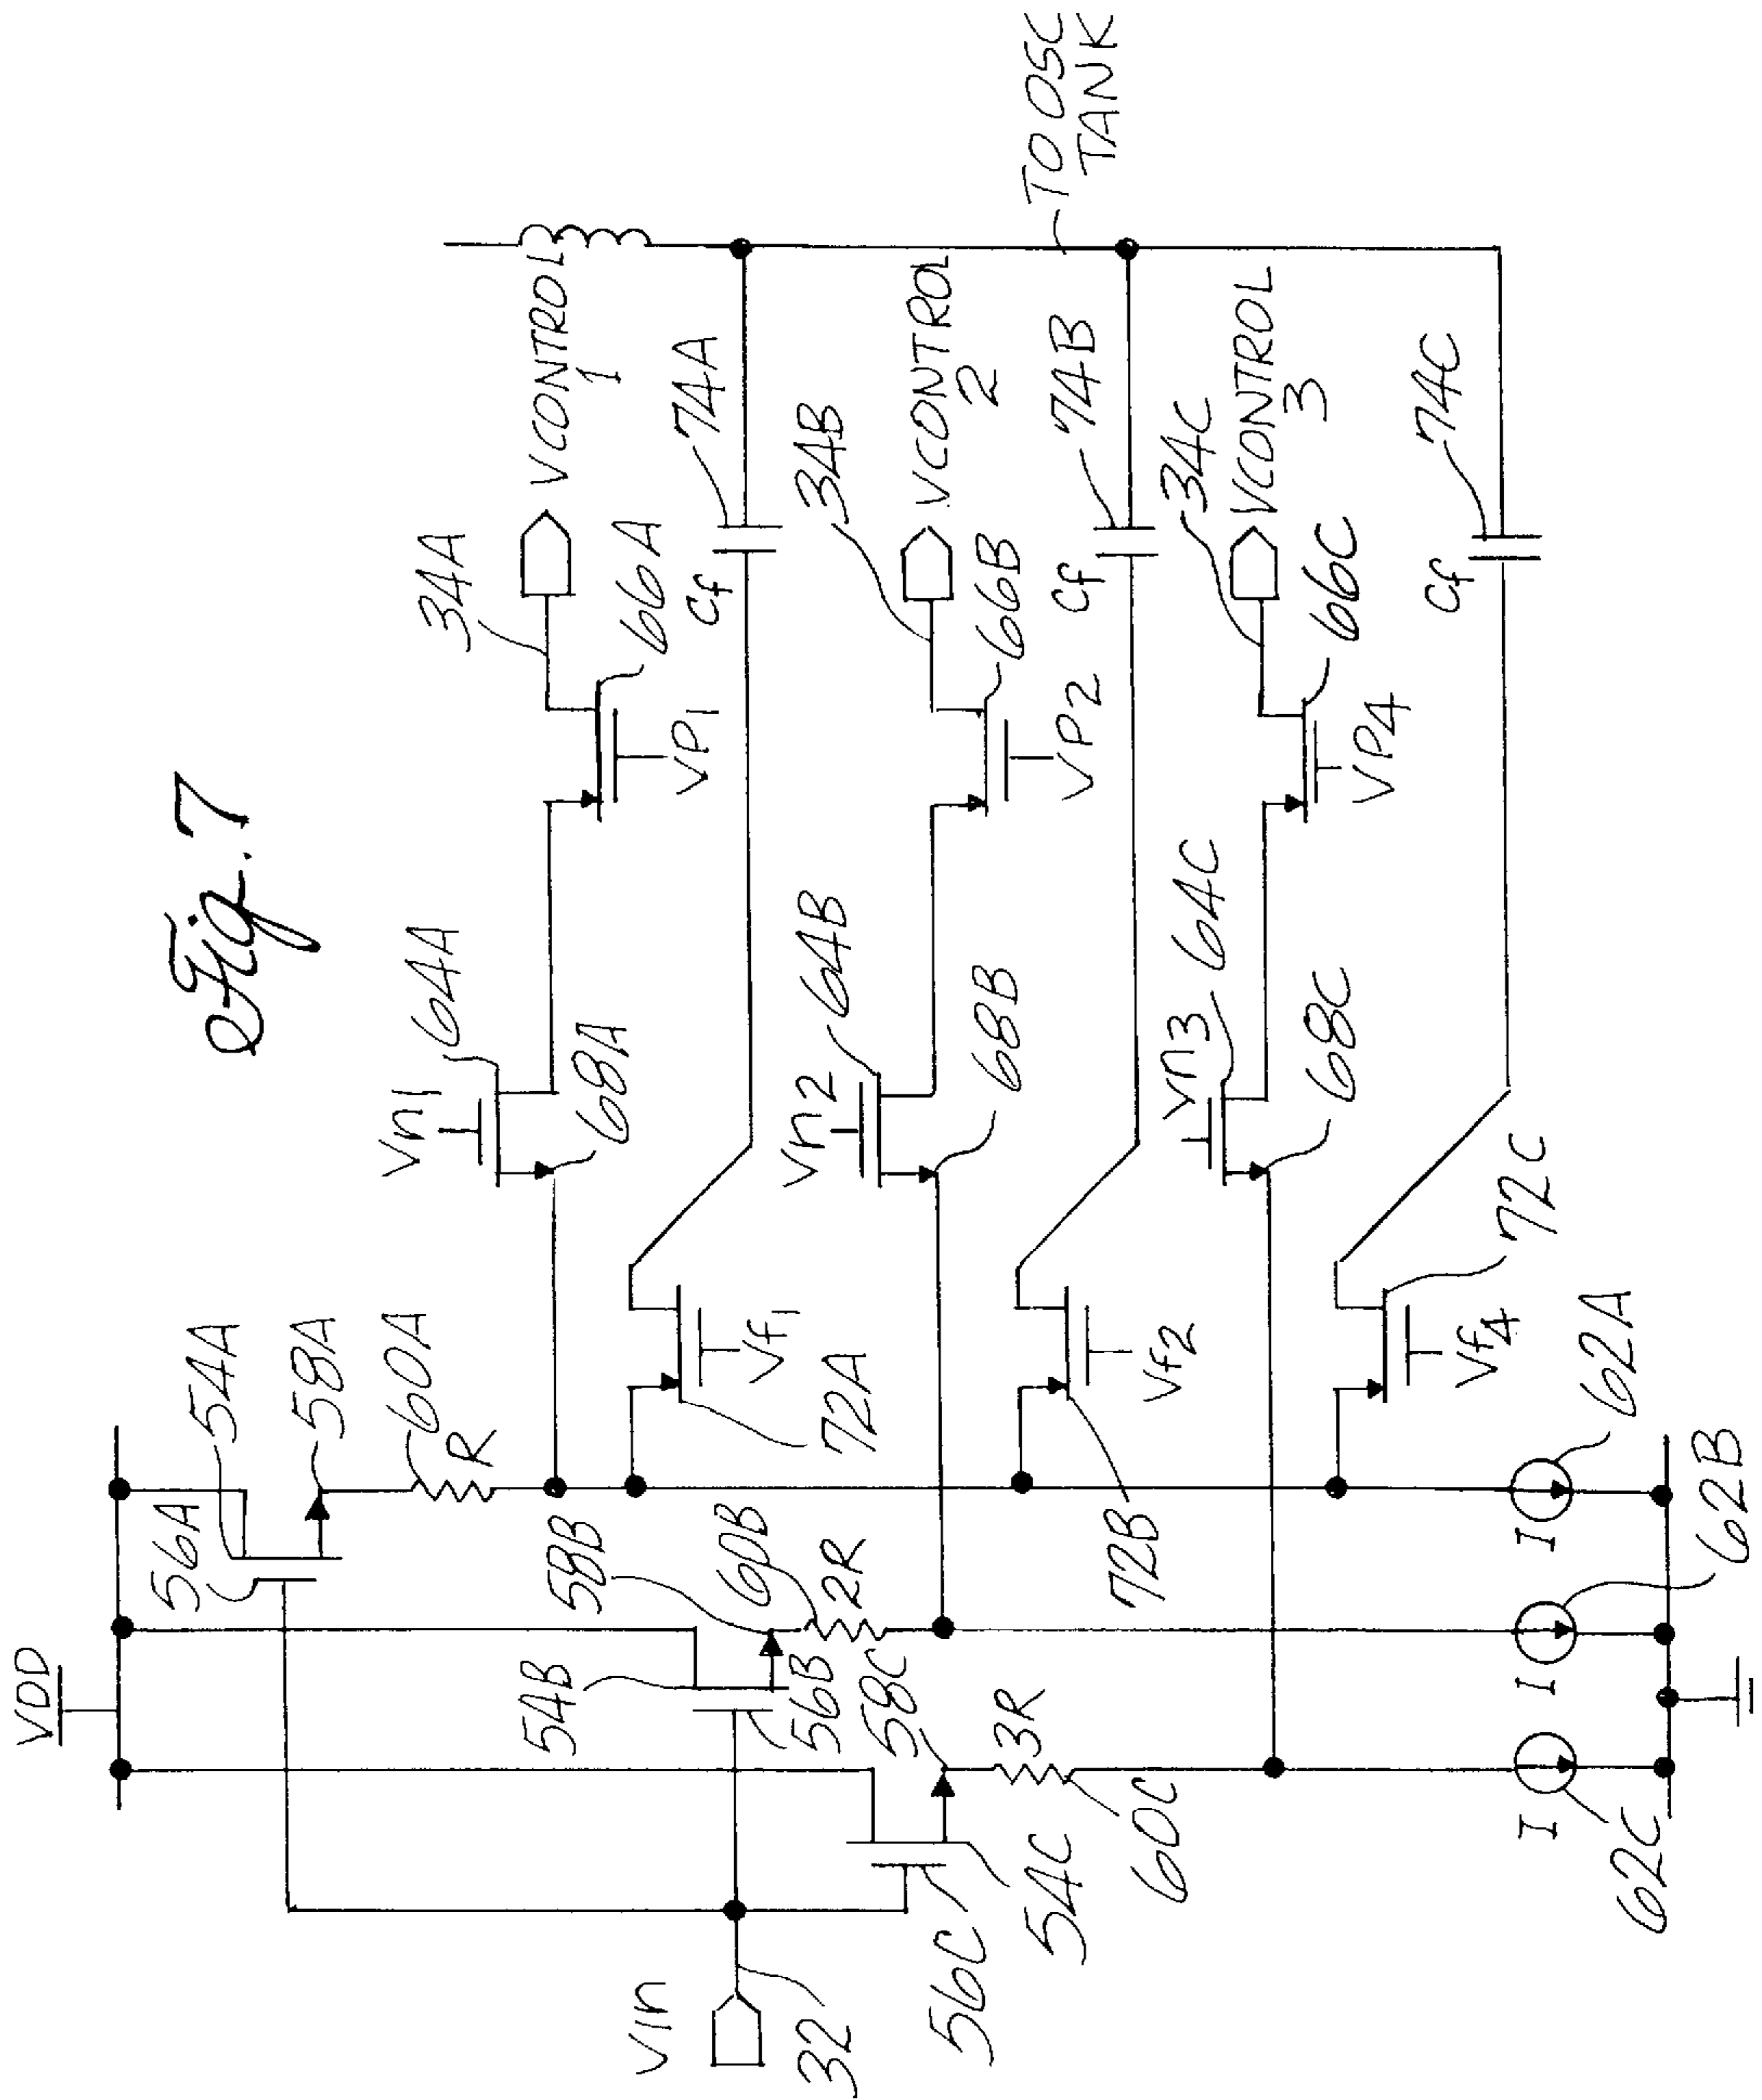 Fig. 7
VDD
56A
54A
58A
60A
R
Vn1
64A
68A
34A
VCONTROL
1
VP1
66A
Cf
74A
Vf1
72A
54B
58B
60B
2R
56B
Vn2
64B
68B
34B
VCONTROL
2
VP2
66B
Cf
74B
TO OSC
TANK
Vin
32
58C
3R
56C
54C
60C
72B
Vf2
Vn3
64C
68C
34C
VCONTROL
3
VP4
66C
Cf
74C
Vf4
72C
I
62C
I
62B
I
62A